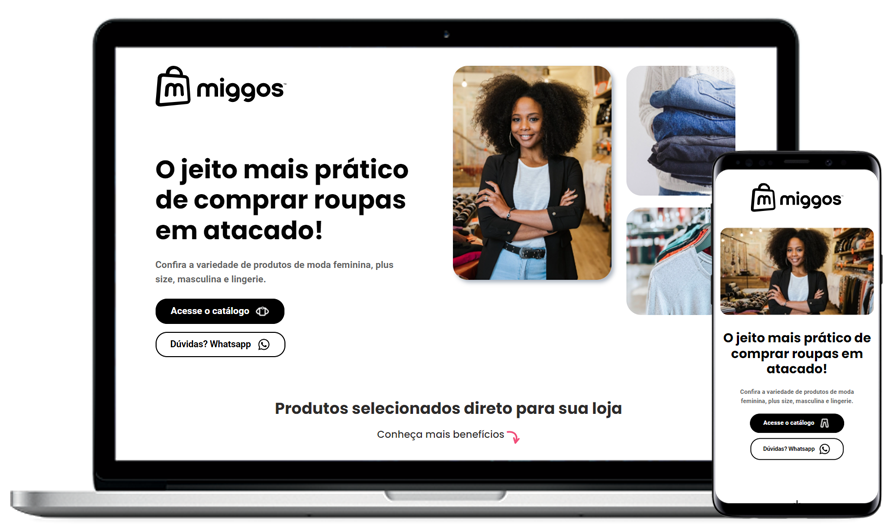 miggos™
O jeito mais prático
de comprar roupas
em atacado!
Confira a variedade de produtos de moda feminina, plus
size, masculina e lingerie.
Acesse o catálogo
Dúvidas? Whatsapp
Produtos selecionados direto para sua loja
Conheça mais benefícios
miggos™
O jeito mais prático de
comprar roupas em
atacado!
Confira a variedade de produtos de moda
feminina, plus size, masculina e lingerie.
Acesse o catálogo
Dúvidas? Whatsapp